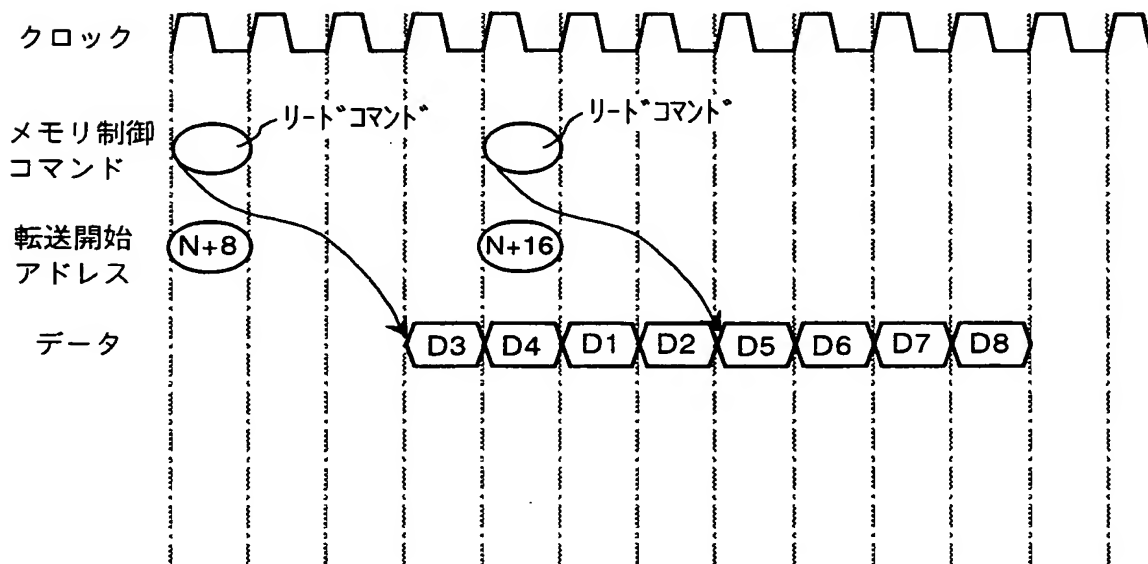 クロック
メモリ制御
コマンド
リードコマンド
リードコマンド
転送開始
アドレス
N+8
N+16
データ
D3 D4 D1 D2 D5 D6 D7 D8